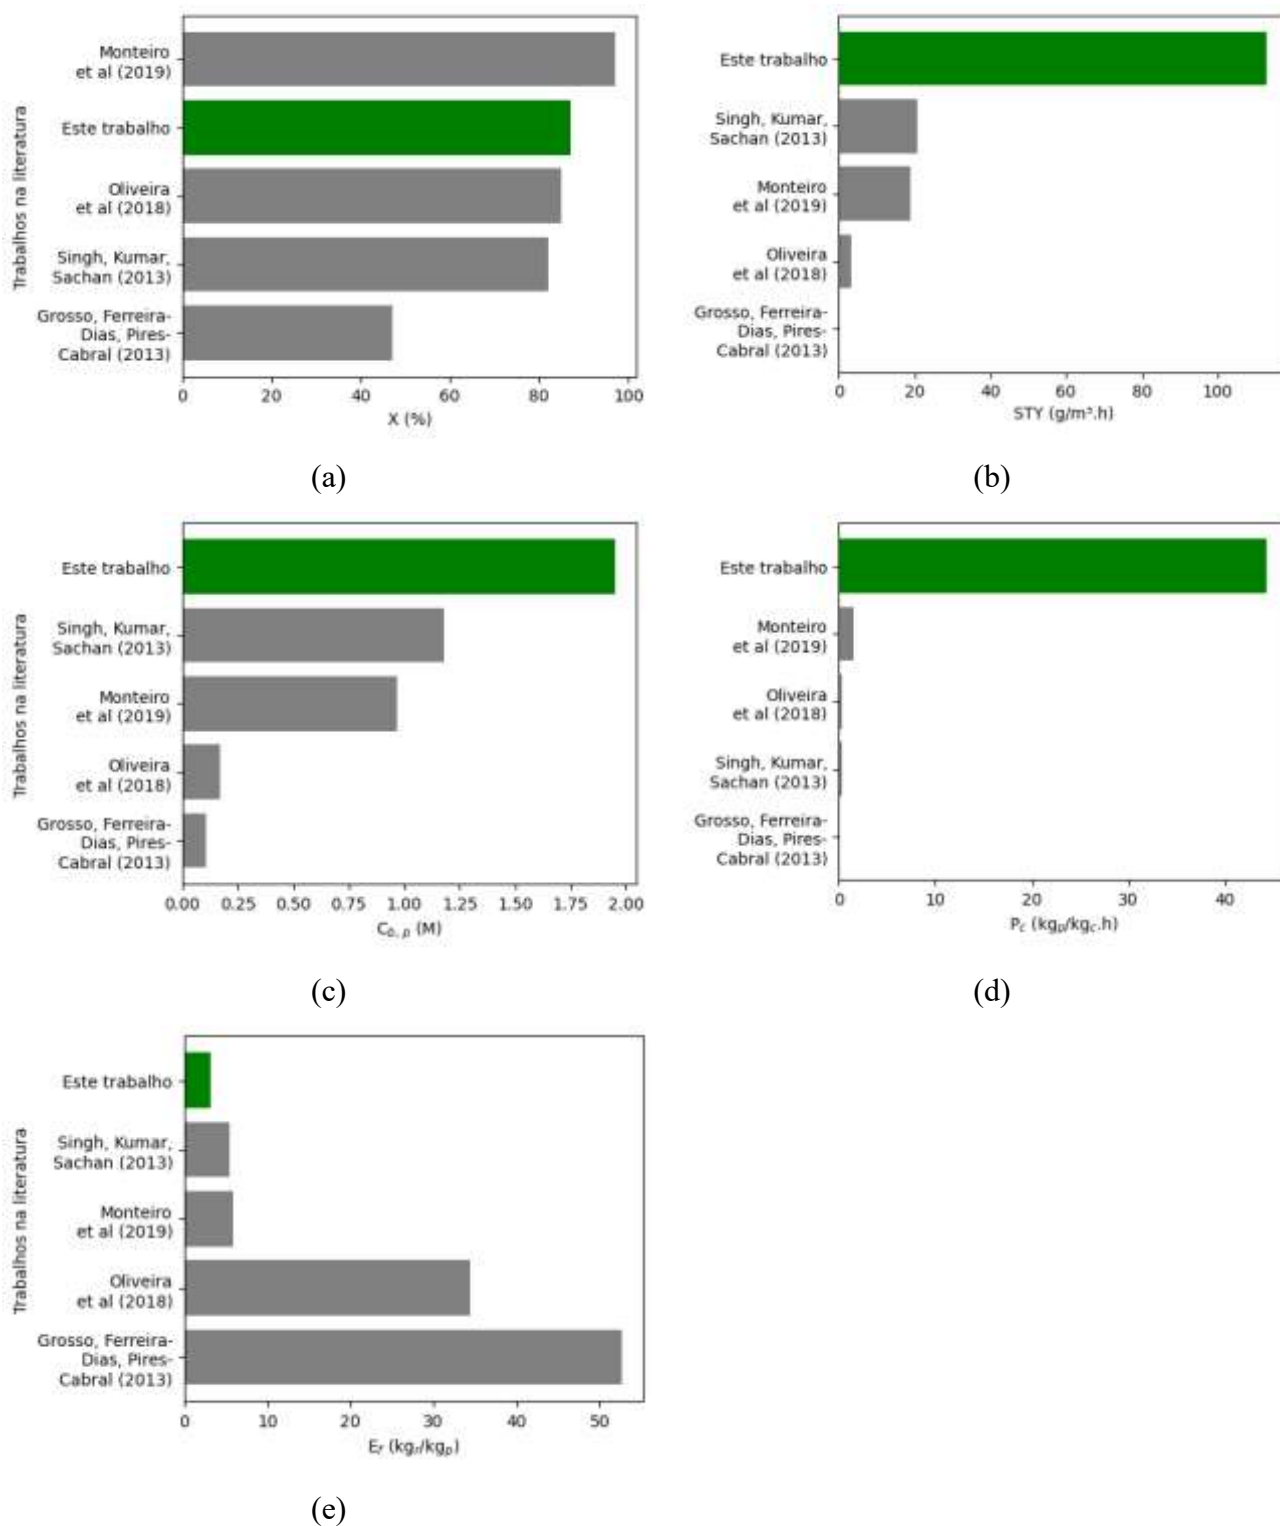 Trabalhos na literatura
Monteiro
et al (2019)
Este trabalho
Oliveira
et al (2018)
Singh, Kumar,
Sachan (2013)
Grosso, Ferreira-
Dias, Pires-
Cabral (2013)
0 20 40 60 80 100
X (%)
(a)
Este trabalho
Singh, Kumar,
Sachan (2013)
Monteiro
et al (2019)
Oliveira
et al (2018)
Grosso, Ferreira-
Dias, Pires-
Cabral (2013)
0 20 40 60 80 100
STY (g/m³.h)
(b)
Trabalhos na literatura
Este trabalho
Singh, Kumar,
Sachan (2013)
Monteiro
et al (2019)
Oliveira
et al (2018)
Grosso, Ferreira-
Dias, Pires-
Cabral (2013)
0.00 0.25 0.50 0.75 1.00 1.25 1.50 1.75 2.00
(M)
(c)
Este trabalho
Monteiro
et al (2019)
Oliveira
et al (2018)
Singh, Kumar,
Sachan (2013)
Grosso, Ferreira-
Dias, Pires-
Cabral (2013)
0 10 20 30 40
Pc (kgp/kgc.h)
(d)
Trabalhos na literatura
Este trabalho
Singh, Kumar,
Sachan (2013)
Monteiro
et al (2019)
Oliveira
et al (2018)
Grosso, Ferreira-
Dias, Pires-
Cabral (2013)
0 10 20 30 40 50
Er (kgr/kgp)
(e)